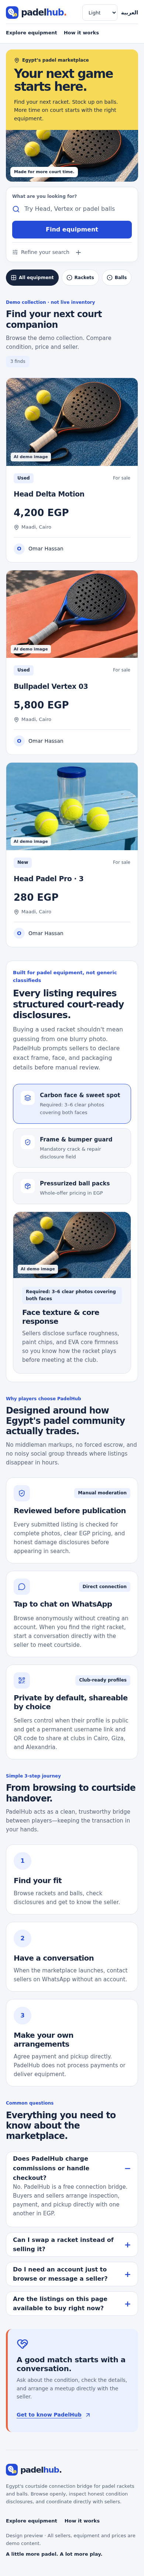 padelhub.
Light
العربية
Explore equipment How it works
Egypt's padel marketplace
Your next game
starts here.
Find your next racket. Stock up on balls.
More time on court starts with the right
equipment.
Made for more court time.
What are you looking for?
Try Head, Vertex or padel balls
Find equipment
Refine your search +
All equipment Rackets Balls
Demo collection · not live inventory
Find your next court
companion
Browse the demo collection. Compare
condition, price and seller.
3 finds
AI demo image
Used For sale
Head Delta Motion
4,200 EGP
Maadi, Cairo
O Omar Hassan
AI demo image
Used For sale
Bullpadel Vertex 03
5,800 EGP
Maadi, Cairo
O Omar Hassan
AI demo image
New For sale
Head Padel Pro · 3
280 EGP
Maadi, Cairo
O Omar Hassan
Built for padel equipment, not generic
classifieds
Every listing requires
structured court-ready
disclosures.
Buying a used racket shouldn't mean
guessing from one blurry photo.
PadelHub prompts sellers to declare
exact frame, face, and packaging
details before manual review.
Carbon face & sweet spot
Required: 3–6 clear photos
covering both faces
Frame & bumper guard
Mandatory crack & repair
disclosure field
Pressurized ball packs
Whole-offer pricing in EGP
AI demo image
Required: 3–6 clear photos covering
both faces
Face texture & core
response
Sellers disclose surface roughness,
paint chips, and EVA core firmness
so you know how the racket plays
before meeting at the club.
Why players choose PadelHub
Designed around how
Egypt's padel community
actually trades.
No middleman markups, no forced escrow, and
no noisy social group threads where listings
disappear in hours.
Manual moderation
Reviewed before publication
Every submitted listing is checked for
complete photos, clear EGP pricing, and
honest damage disclosures before
appearing in search.
Direct connection
Tap to chat on WhatsApp
Browse anonymously without creating an
account. When you find the right racket,
start a conversation directly with the
seller to meet courtside.
Club-ready profiles
Private by default, shareable
by choice
Sellers control when their profile is public
and get a permanent username link and
QR code to share at clubs in Cairo, Giza,
and Alexandria.
Simple 3-step journey
From browsing to courtside
handover.
PadelHub acts as a clean, trustworthy bridge
between players—keeping the transaction in
your hands.
1
Find your fit
Browse rackets and balls, check
disclosures and get to know the seller.
2
Have a conversation
When the marketplace launches, contact
sellers on WhatsApp without an account.
3
Make your own
arrangements
Agree payment and pickup directly.
PadelHub does not process payments or
deliver equipment.
Common questions
Everything you need to
know about the
marketplace.
Does PadelHub charge
commissions or handle
checkout?
No. PadelHub is a free connection bridge.
Buyers and sellers arrange inspection,
payment, and pickup directly with one
another in EGP.
Can I swap a racket instead of
selling it?
Do I need an account just to
browse or message a seller?
Are the listings on this page
available to buy right now?
A good match starts with a
conversation.
Ask about the condition, check the details,
and arrange a meetup directly with the
seller.
Get to know PadelHub
padelhub.
Egypt's courtside connection bridge for padel rackets
and balls. Browse openly, inspect honest condition
disclosures, and coordinate directly with sellers.
Explore equipment How it works
Design preview · All sellers, equipment and prices are
demo content.
A little more padel. A lot more play.